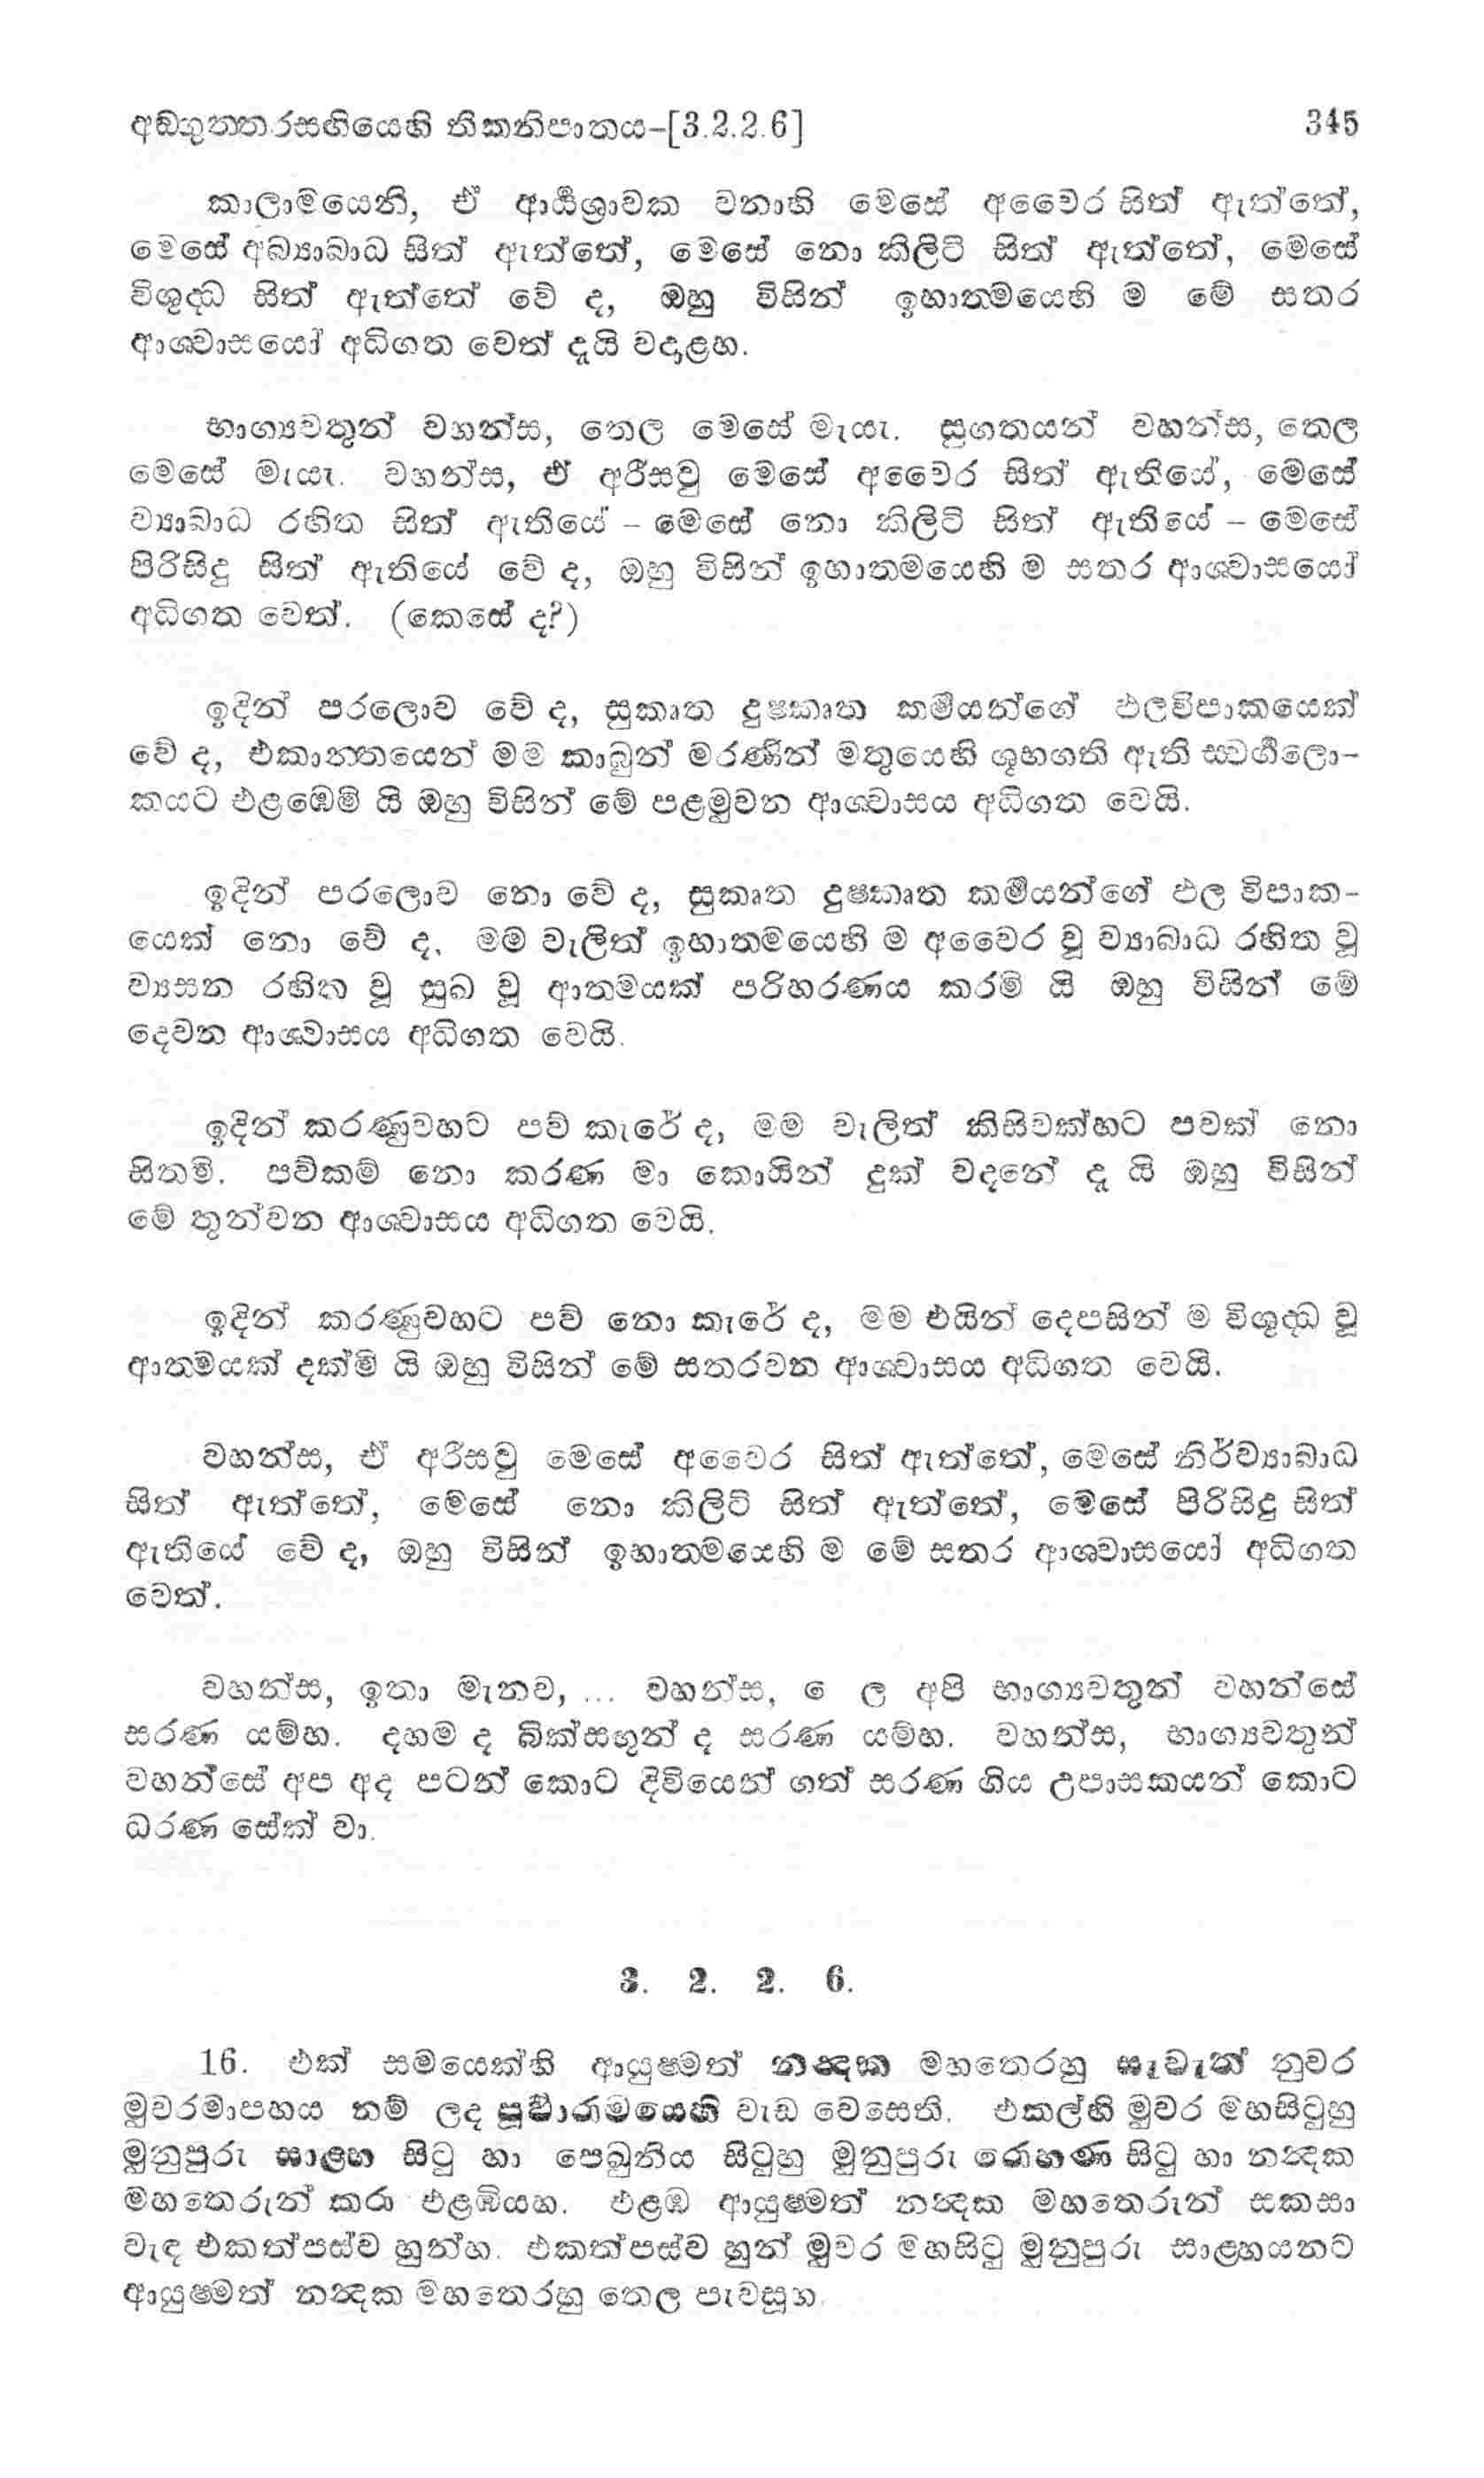 අඞ්ගුත්තරසඟියෙහි තිකනිපාතය-[3.2.2.6] 345
කාලාමයෙනි, ඒ ආර්‍ය්‍යශ්‍රාවක වනාහි මෙසේ අවෛර සිත් ඇත්තේ,
මෙසේ අබ්‍යාබාධ සිත් ඇත්තේ, මෙසේ නො කිලිටි සිත් ඇත්තේ, මෙසේ
විශුද්ධ සිත් ඇත්තේ වේ ද, ඔහු විසින් ඉහාත්මයෙහි ම මේ සතර
ආශ්වාසයෝ අධිගත වෙත් දැයි වදාළහ.
භාග්‍යවතුන් වහන්ස, තෙල මෙසේ මැයැ. සුගතයන් වහන්ස, තෙල
මෙසේ මැයැ. වහන්ස, ඒ අරීසව්‍ මෙසේ අවෛර සිත් ඇතියේ, මෙසේ
ව්‍යාබාධ රහිත සිත් ඇතියේ - මෙසේ නො කිලිටි සිත් ඇතියේ - මෙසේ
පිරිසිදු සිත් ඇතියේ වේ ද, ඔහු විසින් ඉහාත්මයෙහි ම සතර ආශ්වාසයෝ
අධිගත වෙත්. (කෙසේ ද?)
ඉදින් පරලොව වේ ද, සුකෘත දුෂ්කෘත කර්‍මයන්ගේ ඵලවිපාකයෙක්
වේ ද, එකාන්තයෙන් මම කාබුන් මරණින් මතුයෙහි ශුභගති ඇති ස්වර්‍ගලො-
කයට එළඹෙමි යි ඔහු විසින් මේ පළමුවන ආශ්වාසය අධිගත වෙයි.
ඉදින් පරලොව නො වේ ද, සුකෘත දුෂ්කෘත කර්‍මයන්ගේ ඵල විපාක-
යෙක් නො වේ ද, මම වැලිත් ඉහාත්මයෙහි ම අවෛර වූ ව්‍යාබාධ රහිත වූ
ව්‍යසන රහිත වූ සුඛ වූ ආත්මයක් පරිහරණය කරමි යි ඔහු විසින් මේ
දෙවන ආශ්වාසය අධිගත වෙයි.
ඉදින් කරණුවහට පව් කැරේ ද, මම වැලිත් කිසිවක්හට පවක් නො
සිතමි. පව්කම් නො කරණ මා කොයින් දුක් වදනේ දැ යි ඔහු විසින්
මේ තුන්වන ආශ්වාසය අධිගත වෙයි.
ඉදින් කරණුවහට පව් නො කැරේ ද, මම එයින් දෙපසින් ම විශුද්ධ වූ
ආත්මයක් දක්මි යි ඔහු විසින් මේ සතරවන ආශ්වාසය අධිගත වෙයි.
වහන්ස, ඒ අරීසව්‍ මෙසේ අවෛර සිත් ඇත්තේ, මෙසේ නිර්ව්‍යාබාධ
සිත් ඇත්තේ, මෙසේ නො කිලිටි සිත් ඇත්තේ, මෙසේ පිරිසිදු සිත්
ඇතියේ වේ ද, ඔහු විසින් ඉහාත්මයෙහි ම මේ සතර ආශ්වාසයෝ අධිගත
වෙත්.
වහන්ස, ඉතා මැනව, ... වහන්ස, ෙ ල අපි භාග්‍යවතුන් වහන්සේ
සරණ යම්හ. දහම ද බික්සඟුන් ද සරණ යම්හ. වහන්ස, භාග්‍යවතුන්
වහන්සේ අප අද පටන් කොට දිවියෙන් ගත් සරණ ගිය උපාසකයන් කොට
ධරණ සේක් වා.
3. 2. 2. 6.
16. එක් සමයෙක්හි ආයුෂ්මත් නන්‍දක මහතෙරහු සැවැත් නුවර
මුවරමාපහය නම් ලද පූර්‍වාරාමයෙහි වැඩ වෙසෙති. එකල්හි මුවර මහසිටුහු
මුනුපුරු සාළහ සිටු හා පෙඛුනිය සිටුහු මුනුපුරු රොහණ සිටු හා නන්‍දක
මහතෙරුන් කරා එළඹියහ. එළඹ ආයුෂ්මත් නන්‍දක මහතෙරුන් සකසා
වැඳ එකත්පස්ව හුන්හ. එකත්පස්ව හුන් මුවර මහසිටු මුනුපුරු සාළහයනට
ආයුෂ්මත් නන්‍දක මහතෙරහු තෙල පැවසූහ.